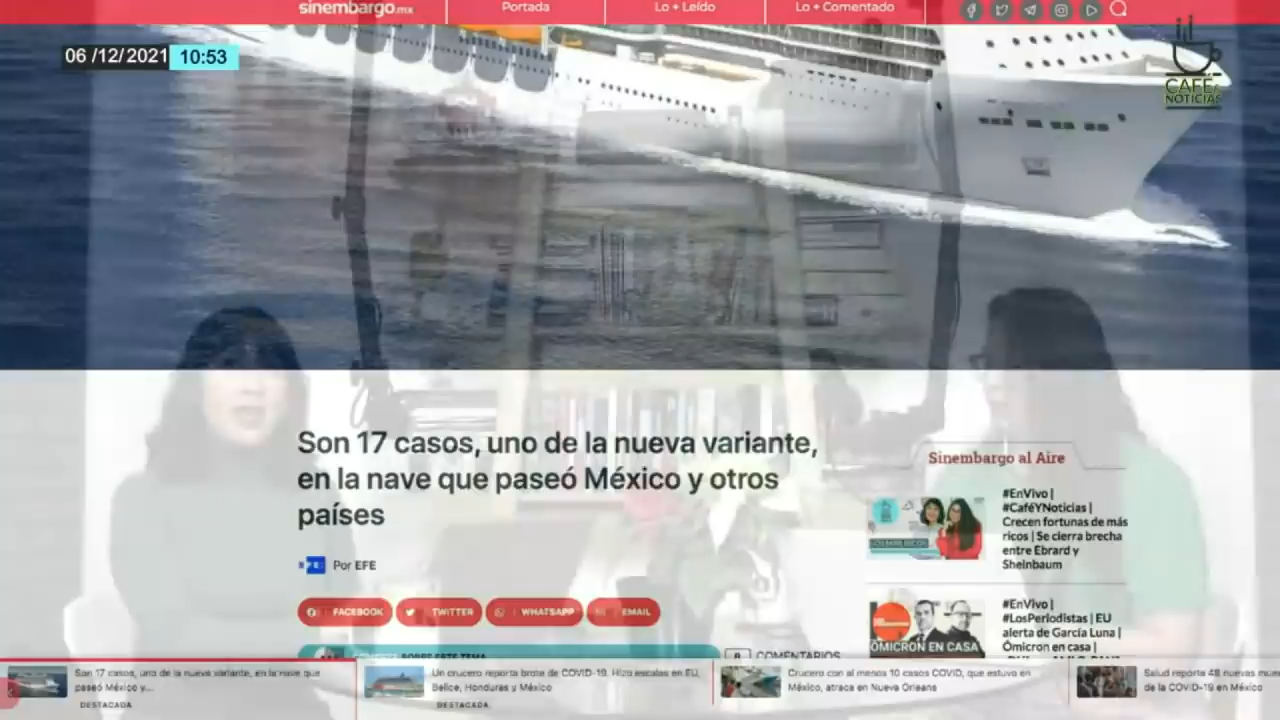 sinembargo.mx
Portada
Lo + Leído
Lo + Comentado
06 /12/2021 10:53
CAFÉ &
NOTICIAS
Son 17 casos, uno de la nueva variante,
en la nave que paseó México y otros
países
Por EFE
FACEBOOK
TWITTER
WHATSAPP
EMAIL
SOBRE ESTE TEMA
0 COMENTARIOS
Sinembargo al Aire
#EnVivo |
#CaféYNoticias |
Crecen fortunas de más
ricos | Se cierra brecha
entre Ebrard y
Sheinbaum
#EnVivo |
#LosPeriodistas | EU
alerta de García Luna |
Ómicron en casa |
ÓMICRON EN CASA
Son 17 casos, uno de la nueva variante, en la nave que
paseó México y...
DESTACADA
Un crucero reporta brote de COVID-19. Hizo escalas en EU,
Belice, Honduras y México
DESTACADA
Crucero con al menos 10 casos COVID, que estuvo en
México, atraca en Nueva Orleans
Salud reporta 48 nuevas
de la COVID-19 en México